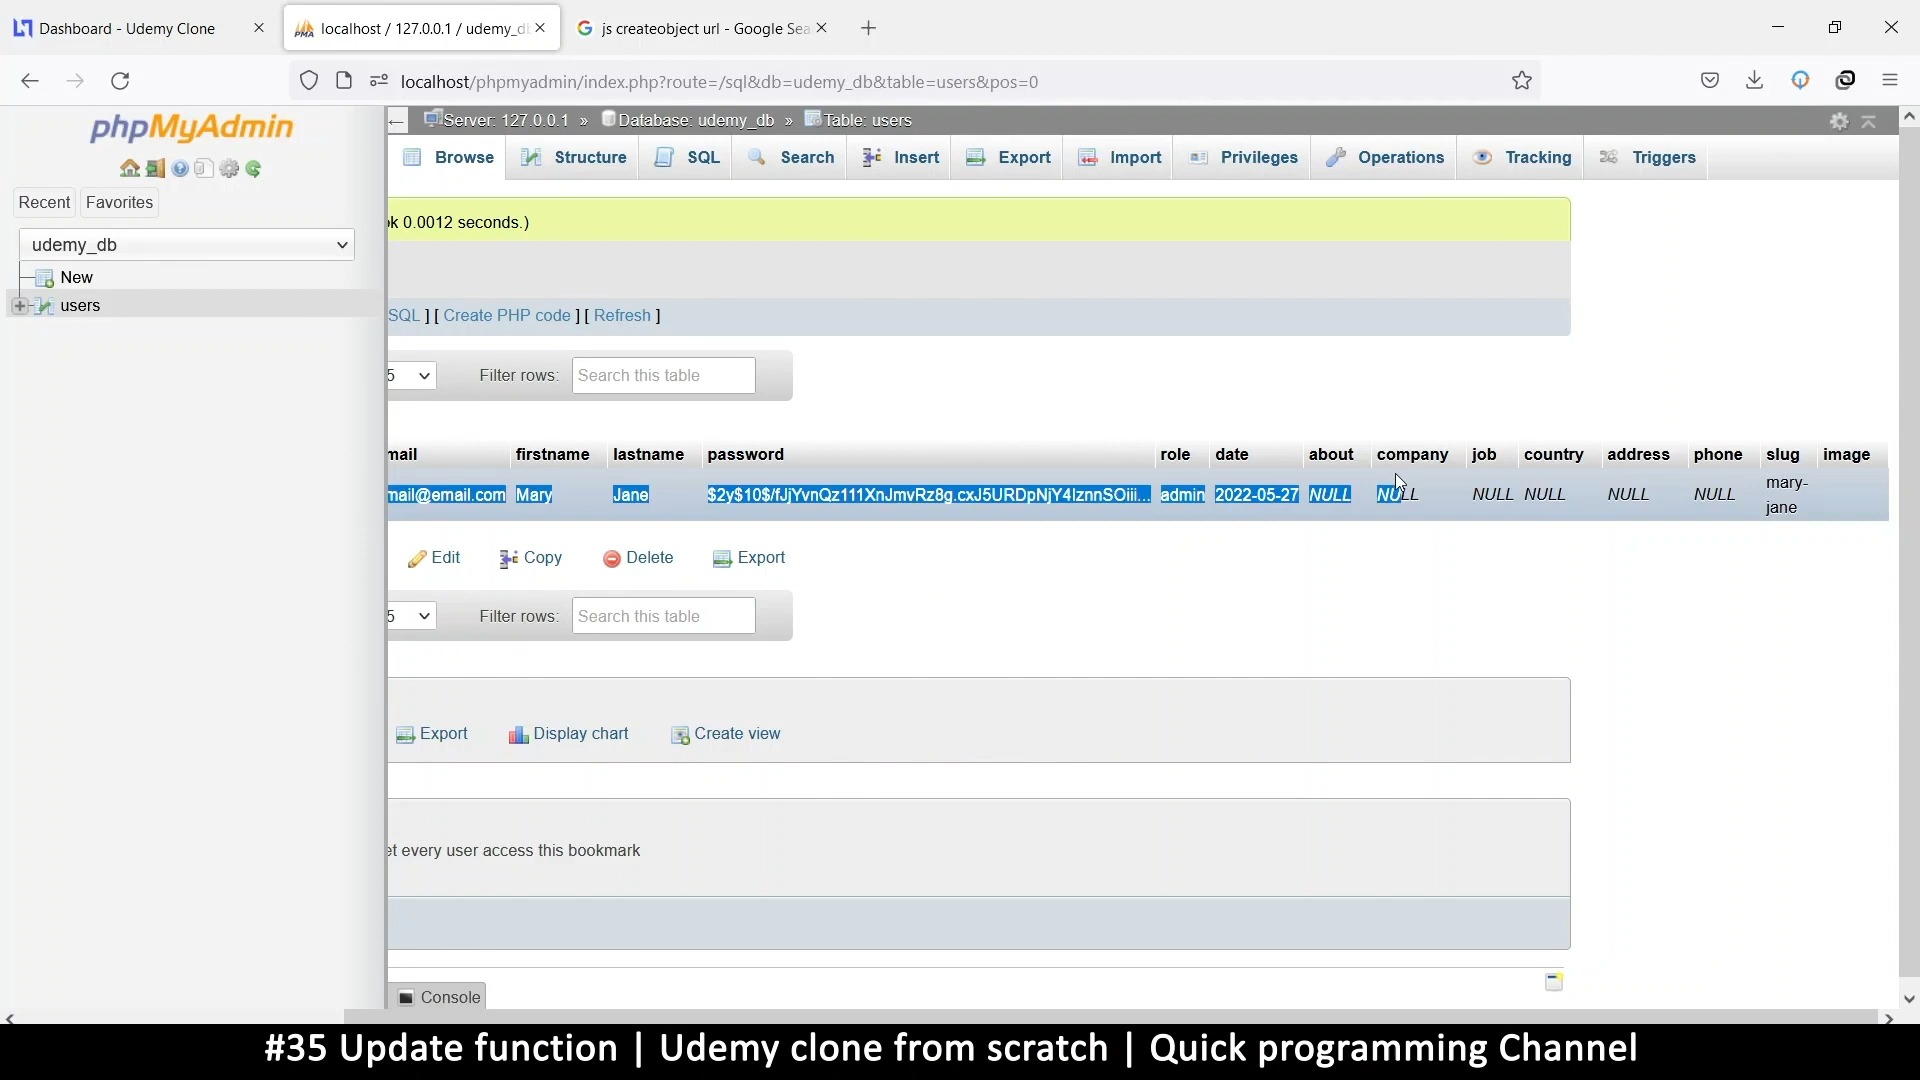 Dashboard - Udemy Clone
localhost / 127.0.0.1 / udemy_d
js createobject url - Google Sea
localhost/phpmyadmin/index.php?route=/sql&db=udemy_db&table=users&pos=0
phpMyAdmin
Server: 127.0.0.1 » Database: udemy_db » Table: users
Browse Structure SQL Search Insert Export Import Privileges Operations Tracking Triggers
Recent Favorites
ok 0.0012 seconds.)
udemy_db
New
users
SQL ] [ Create PHP code ] [ Refresh ]
5 Filter rows: Search this table
mail firstname lastname password role date about company job country address phone slug image
mail@email.com Mary Jane $2y$10$/fJjYvnQz111XnJmvRz8g.cxJ5URDpNjY4IznnSOiii... admin 2022-05-27 NULL NULL NULL NULL NULL NULL mary-
jane
Edit Copy Delete Export
5 Filter rows: Search this table
Export Display chart Create view
et every user access this bookmark
Console
#35 Update function | Udemy clone from scratch | Quick programming Channel